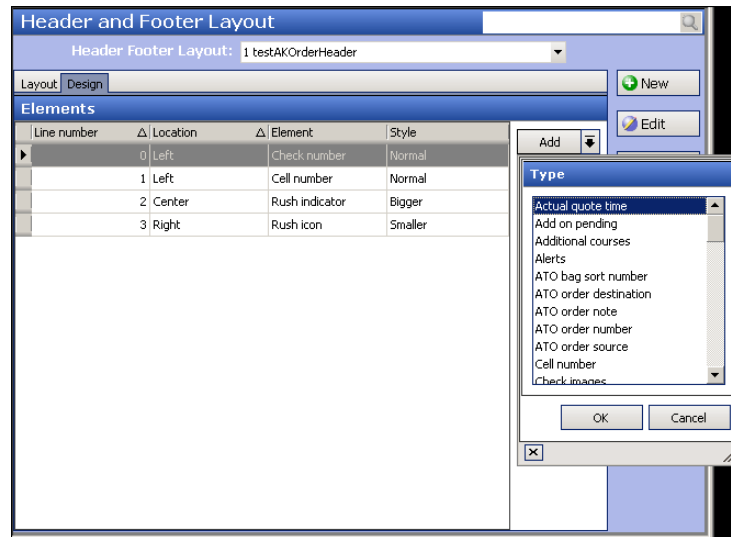 Header and Footer Layout
Header Footer Layout: 1 testAKOrderHeader
Layout Design
New
Elements
Edit
Line number Location Element Style
Add
0 Left Check number Normal
1 Left Cell number Normal
2 Center Rush indicator Bigger
3 Right Rush icon Smaller
Type
Actual quote time
Add on pending
Additional courses
Alerts
ATO bag sort number
ATO order destination
ATO order note
ATO order number
ATO order source
Cell number
Check images
OK Cancel